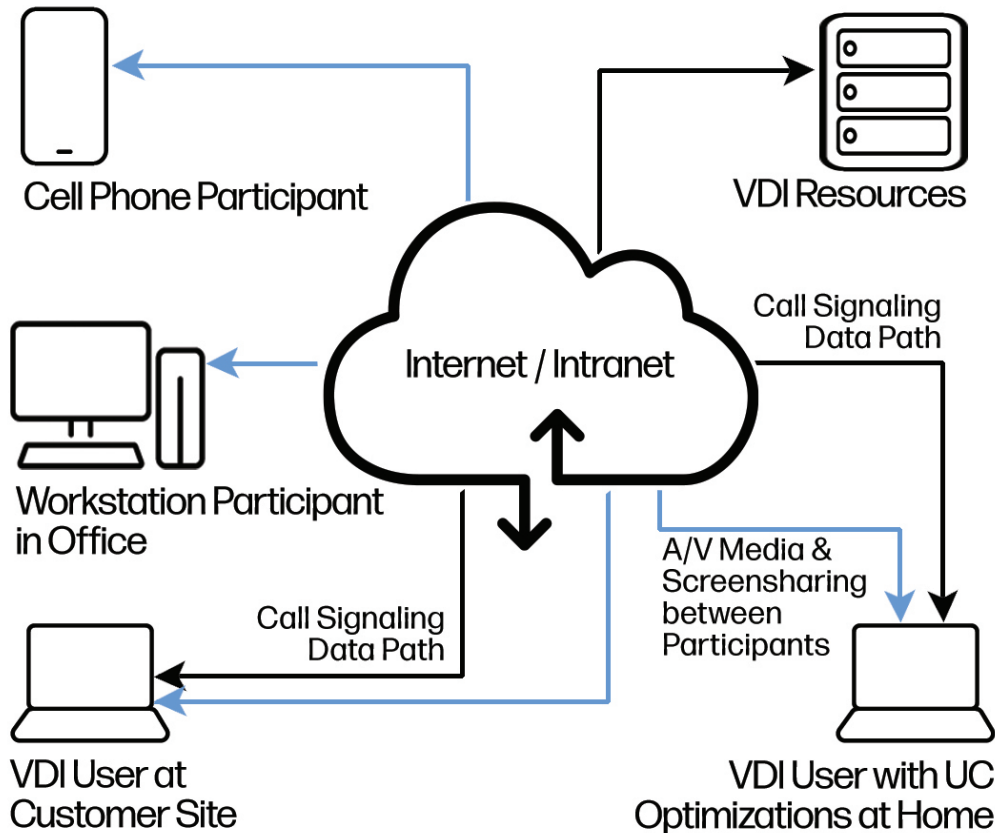 Cell Phone Participant
VDI Resources
Call Signaling
Data Path
Internet / Intranet
Workstation Participant
in Office
A/V Media &
Screensharing
between
Participants
Call Signaling
Data Path
VDI User at
Customer Site
VDI User with UC
Optimizations at Home